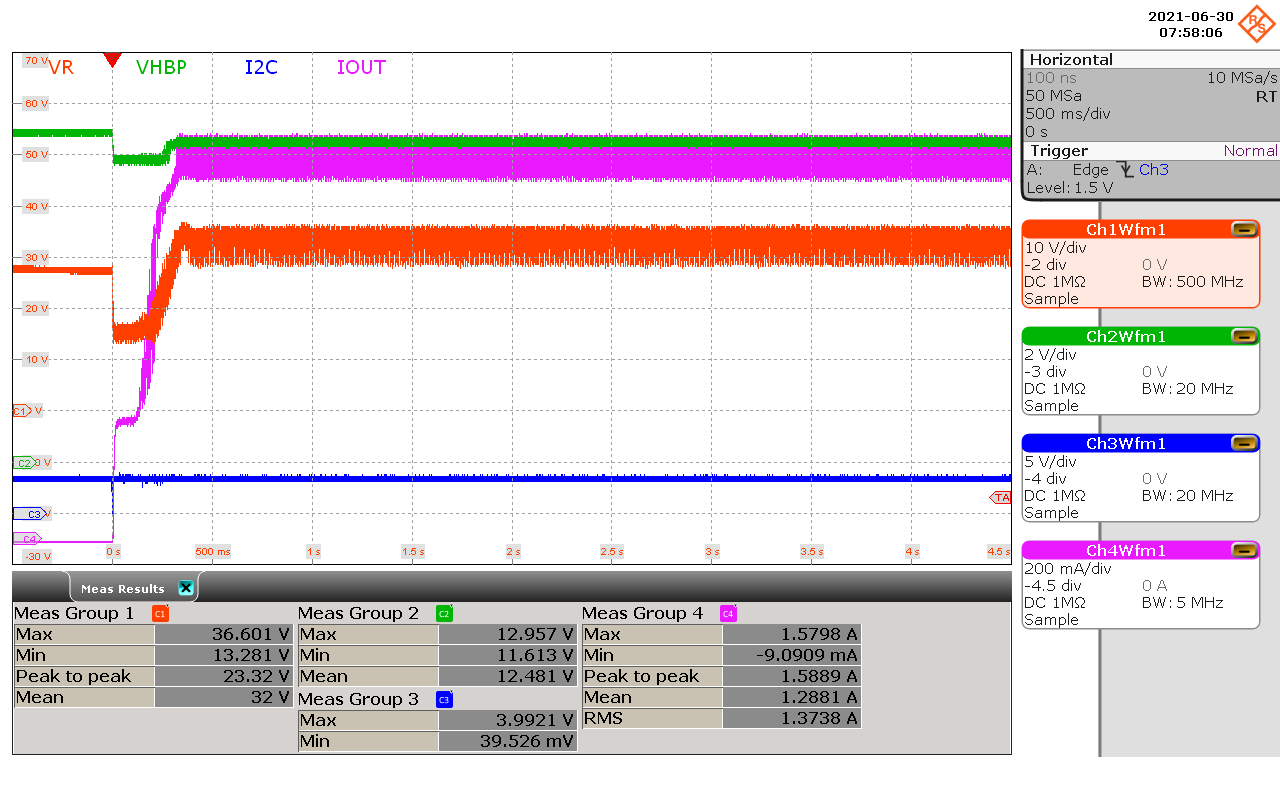 2021-06-30
07:58:06
R S
70 V VR VHBP I2C IOUT
60 V
50 V
40 V
30 V
20 V
10 V
C1 V
C2 0 V
C3 V
C4
-30 V 0 s 500 ms 1 s 1.5 s 2 s 2.5 s 3 s 3.5 s 4 s 4.5 s
TA
Horizontal
100 ns 10 MSa/s
50 MSa RT
500 ms/div
0 s
Trigger Normal
A: Edge Ch3
Level: 1.5 V
Ch1Wfm1
10 V/div
-2 div 0 V
DC 1MΩ BW: 500 MHz
Sample
Ch2Wfm1
2 V/div
-3 div 0 V
DC 1MΩ BW: 20 MHz
Sample
Ch3Wfm1
5 V/div
-4 div 0 V
DC 1MΩ BW: 20 MHz
Sample
Ch4Wfm1
200 mA/div
-4.5 div 0 A
DC 1MΩ BW: 5 MHz
Sample
Meas Results
Meas Group 1 C1
Max 36.601 V
Min 13.281 V
Peak to peak 23.32 V
Mean 32 V
Meas Group 2 C2
Max 12.957 V
Min 11.613 V
Mean 12.481 V
Meas Group 3 C3
Max 3.9921 V
Min 39.526 mV
Meas Group 4 C4
Max 1.5798 A
Min -9.0909 mA
Peak to peak 1.5889 A
Mean 1.2881 A
RMS 1.3738 A